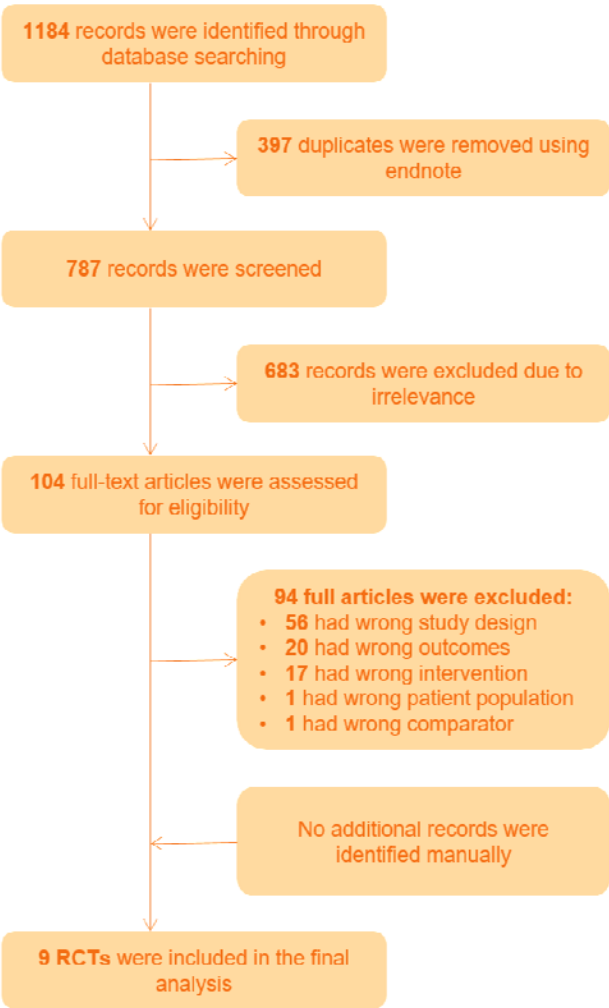 1184 records were identified through
database searching
397 duplicates were removed using
endnote
787 records were screened
683 records were excluded due to
irrelevance
104 full-text articles were assessed
for eligibility
94 full articles were excluded:
• 56 had wrong study design
• 20 had wrong outcomes
• 17 had wrong intervention
• 1 had wrong patient population
• 1 had wrong comparator
No additional records were
identified manually
9 RCTs were included in the final
analysis